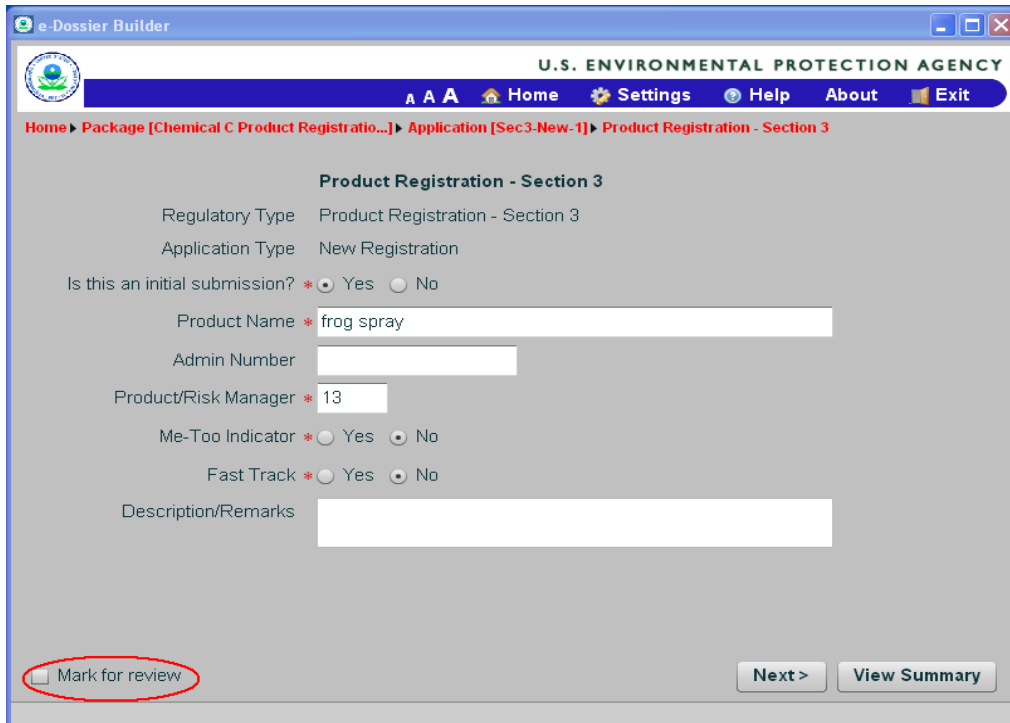 e-Dossier Builder
U.S. ENVIRONMENTAL PROTECTION AGENCY
A A A Home Settings Help About Exit
Home Package [Chemical C Product Registratio...] Application [Sec3-New-1] Product Registration - Section 3
Product Registration - Section 3
Regulatory Type Product Registration - Section 3
Application Type New Registration
Is this an initial submission? * Yes No
Product Name * frog spray
Admin Number
Product/Risk Manager * 13
Me-Too Indicator * Yes No
Fast Track * Yes No
Description/Remarks
Mark for review Next > View Summary